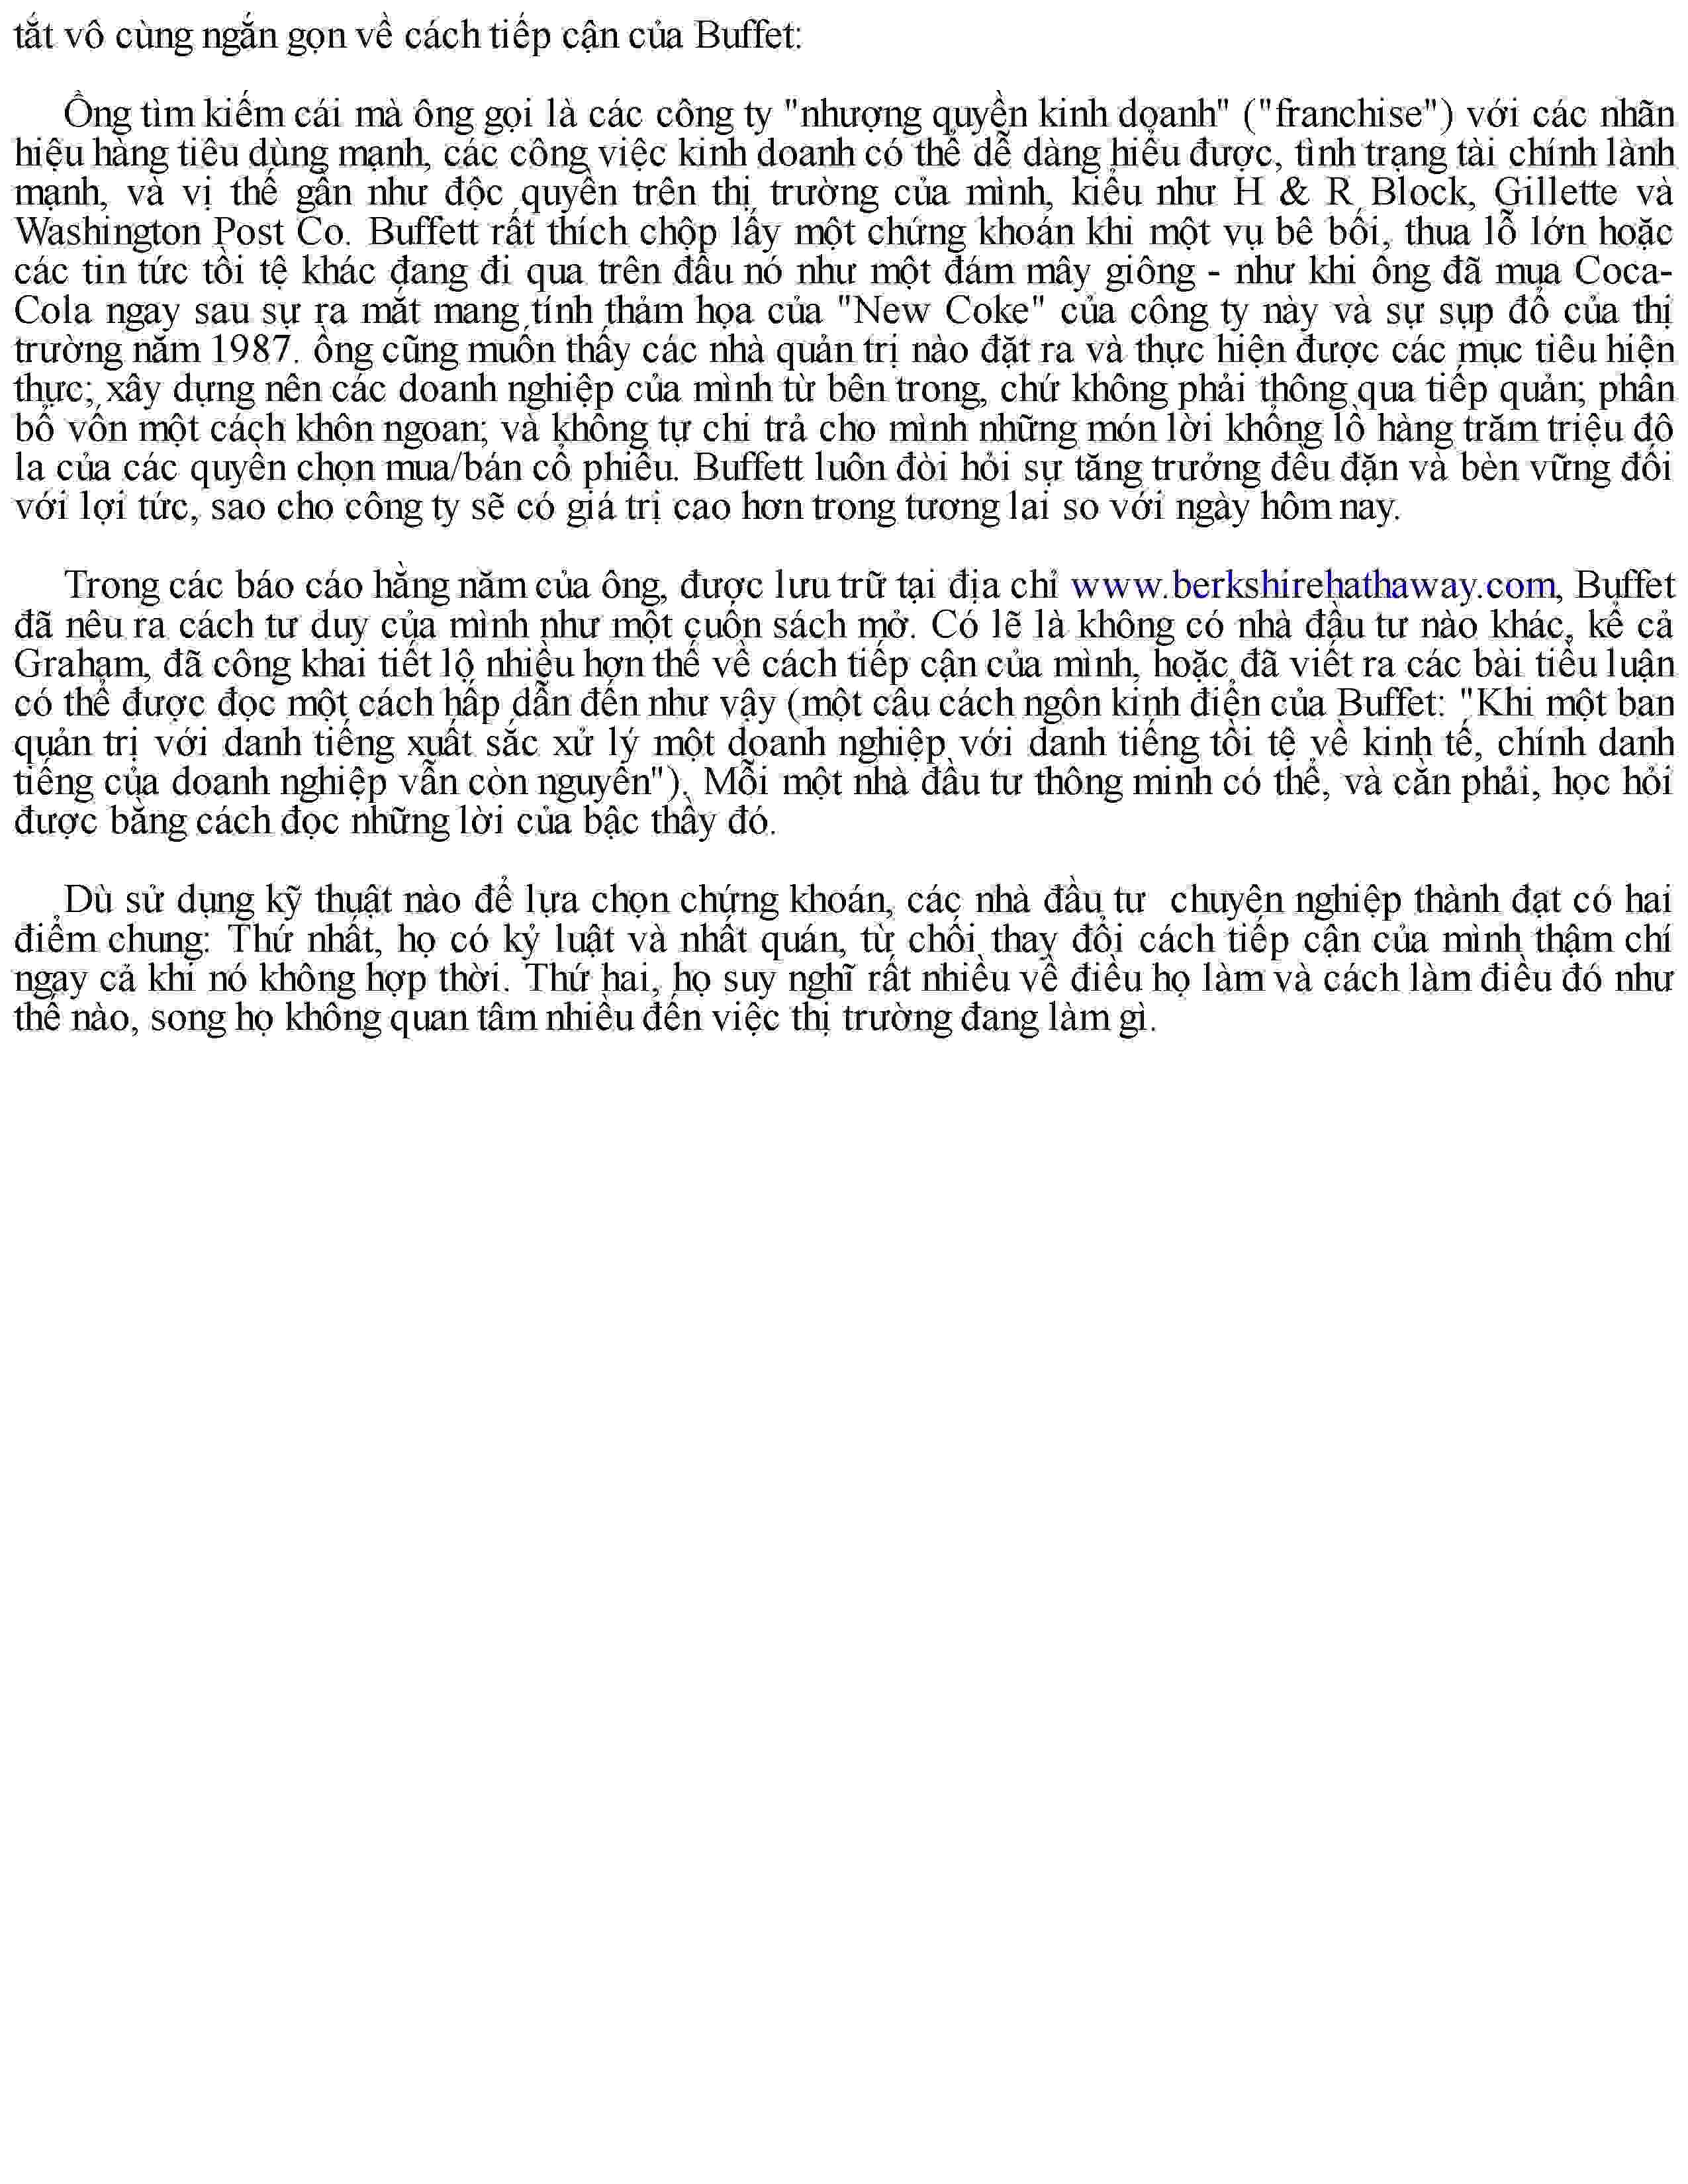 tắt vô cùng ngắn gọn về cách tiếp cận của Buffet:
Ồng tìm kiếm cái mà ông gọi là các công ty "nhượng quyền kinh doanh" ("franchise") với các nhãn
hiệu hàng tiêu dùng mạnh, các công việc kinh doanh có thể dễ dàng hiểu được, tình trạng tài chính lành
mạnh, và vị thế gần như độc quyền trên thị trường của mình, kiểu như H & R Block, Gillette và
Washington Post Co. Buffett rất thích chộp lấy một chứng khoán khi một vụ bê bối, thua lỗ lớn hoặc
các tin tức tồi tệ khác đang đi qua trên đầu nó như một đám mây giông - như khi ông đã mua Coca-
Cola ngay sau sự ra mắt mang tính thảm họa của "New Coke" của công ty này và sự sụp đổ của thị
trường năm 1987. ồng cũng muốn thấy các nhà quản trị nào đặt ra và thực hiện được các mục tiêu hiện
thực; xây dựng nên các doanh nghiệp của mình từ bên trong, chứ không phải thông qua tiếp quản; phân
bổ vốn một cách khôn ngoan; và không tự chi trả cho mình những món lời khổng lồ hàng trăm triệu đô
la của các quyền chọn mua/bán cổ phiếu. Buffett luôn đòi hỏi sự tăng trưởng đều đặn và bèn vững đối
với lợi tức, sao cho công ty sẽ có giá trị cao hơn trong tương lai so với ngày hôm nay.
Trong các báo cáo hằng năm của ông, được lưu trữ tại địa chỉ www.berkshirehathaway.com, Buffet
đã nêu ra cách tư duy của mình như một cuốn sách mở. Có lẽ là không có nhà đầu tư nào khác, kể cả
Graham, đã công khai tiết lộ nhiều hơn thế về cách tiếp cận của mình, hoặc đã viết ra các bài tiểu luận
có thể được đọc một cách hấp dẫn đến như vậy (một câu cách ngôn kinh điển của Buffet: "Khi một ban
quản trị với danh tiếng xuất sắc xử lý một doanh nghiệp với danh tiếng tồi tệ về kinh tế, chính danh
tiếng của doanh nghiệp vẫn còn nguyên"). Mỗi một nhà đầu tư thông minh có thể, và cần phải, học hỏi
được bằng cách đọc những lời của bậc thầy đó.
Dù sử dụng kỹ thuật nào để lựa chọn chứng khoán, các nhà đầu tư chuyên nghiệp thành đạt có hai
điểm chung: Thứ nhất, họ có kỷ luật và nhất quán, từ chối thay đổi cách tiếp cận của mình thậm chí
ngay cả khi nó không hợp thời. Thứ hai, họ suy nghĩ rất nhiều về điều họ làm và cách làm điều đó như
thế nào, song họ không quan tâm nhiều đến việc thị trường đang làm gì.